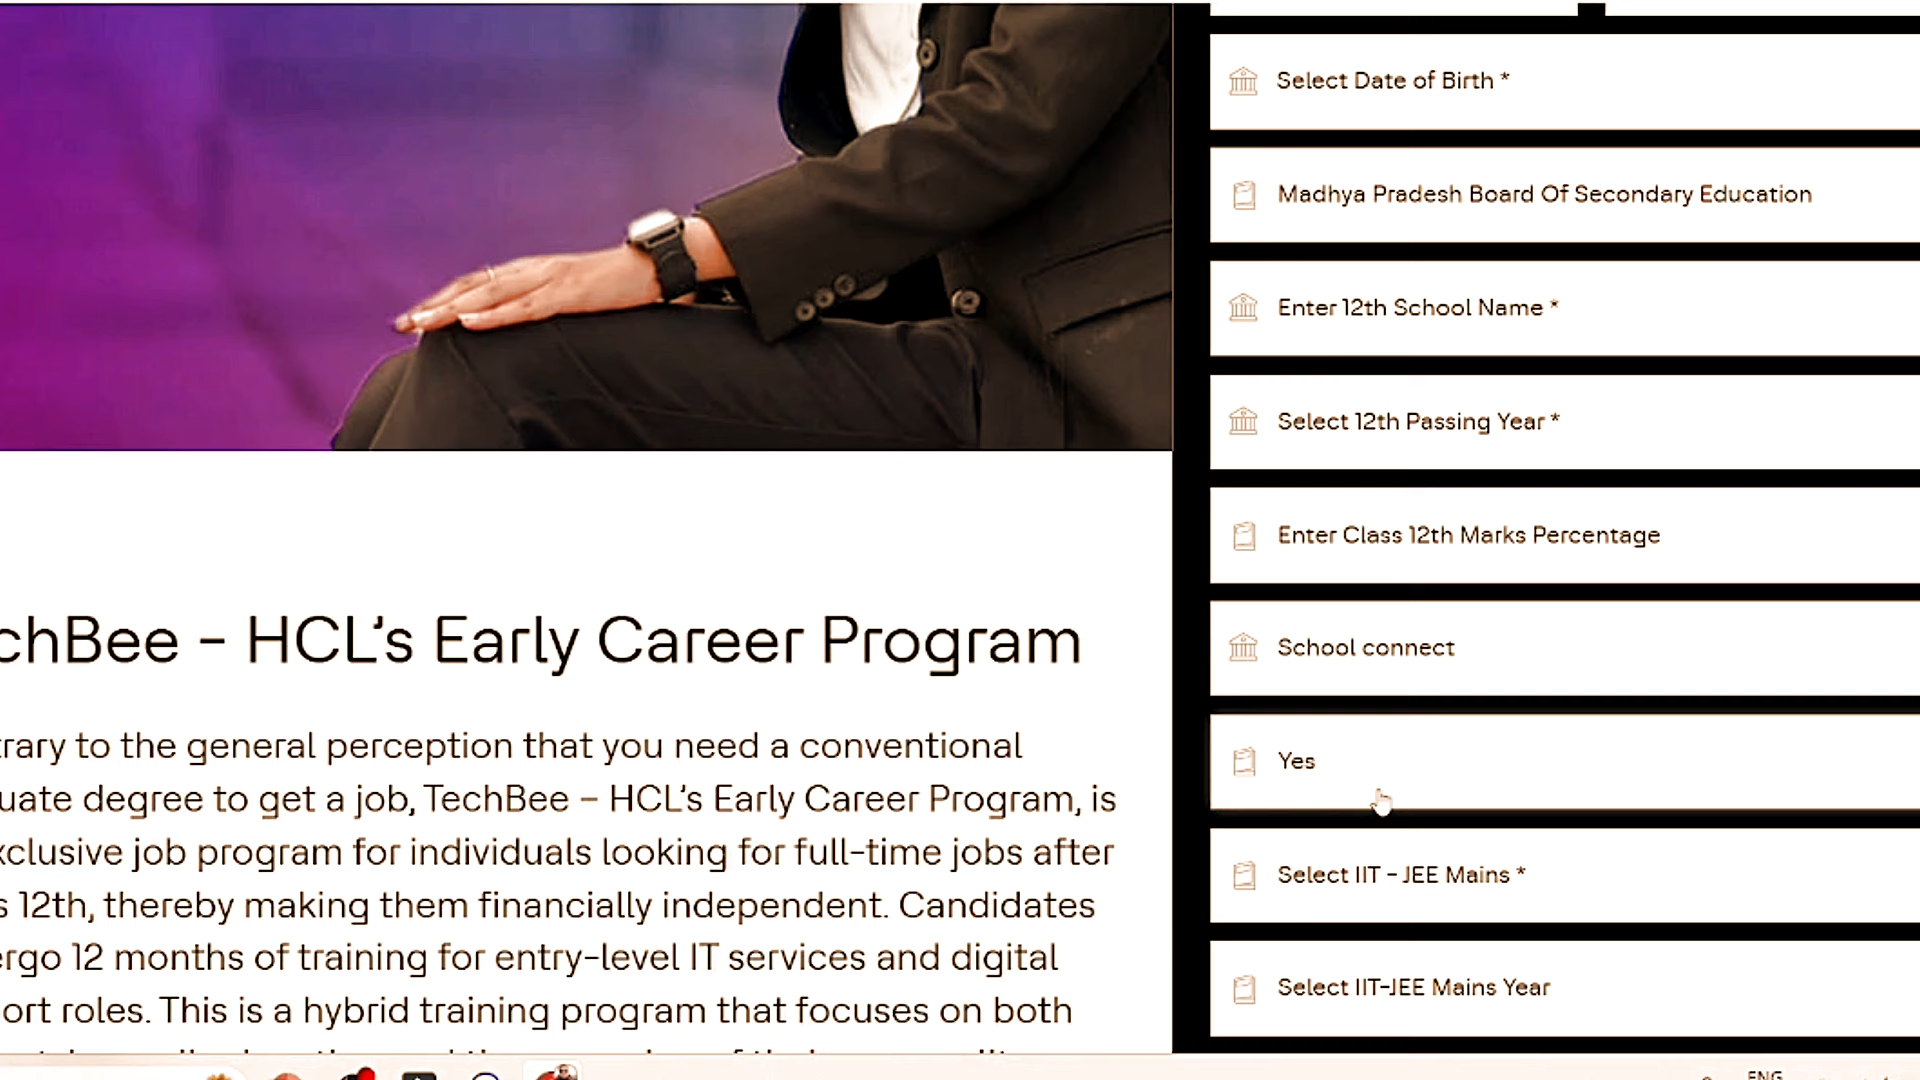 Select Date of Birth *
Madhya Pradesh Board Of Secondary Education
Enter 12th School Name *
Select 12th Passing Year *
Enter Class 12th Marks Percentage
School connect
Yes
Select IIT - JEE Mains *
Select IIT-JEE Mains Year
chBee - HCL's Early Career Program
rary to the general perception that you need a conventional
uate degree to get a job, TechBee – HCL's Early Career Program, is
xclusive job program for individuals looking for full-time jobs after
s 12th, thereby making them financially independent. Candidates
ergo 12 months of training for entry-level IT services and digital
ort roles. This is a hybrid training program that focuses on both
ENG